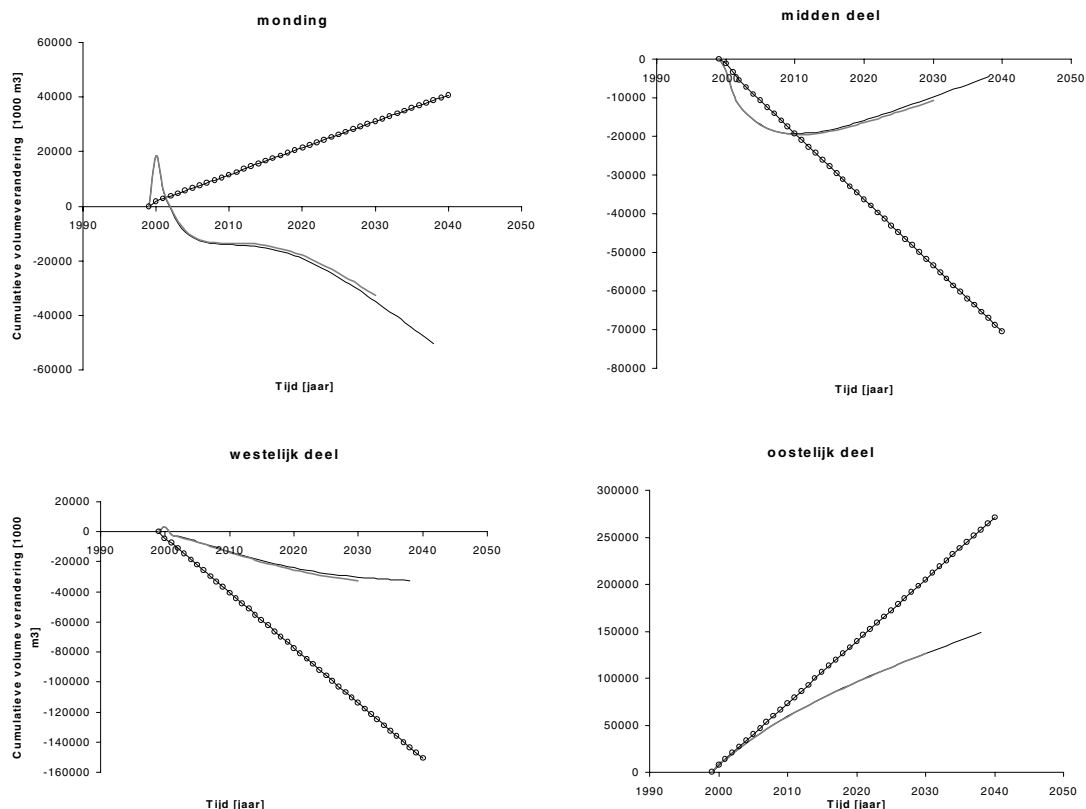 monding
Cumulatieve volumeverandering [1000 m3]
60000
40000
20000
0
-20000
-40000
-60000
1990 2000 2010 2020 2030 2040 2050
Tijd [jaar]
midden deel
0
-10000
-20000
-30000
-40000
-50000
-60000
-70000
-80000
1990 2000 2010 2020 2030 2040 2050
Tijd [jaar]
westelijk deel
Cumulatieve volume verandering [1000
m3]
20000
0
-20000
-40000
-60000
-80000
-100000
-120000
-140000
-160000
1990 2000 2010 2020 2030 2040 2050
Tijd [jaar]
oostelijk deel
300000
250000
200000
150000
100000
50000
0
1990 2000 2010 2020 2030 2040 2050
Tijd [jaar]